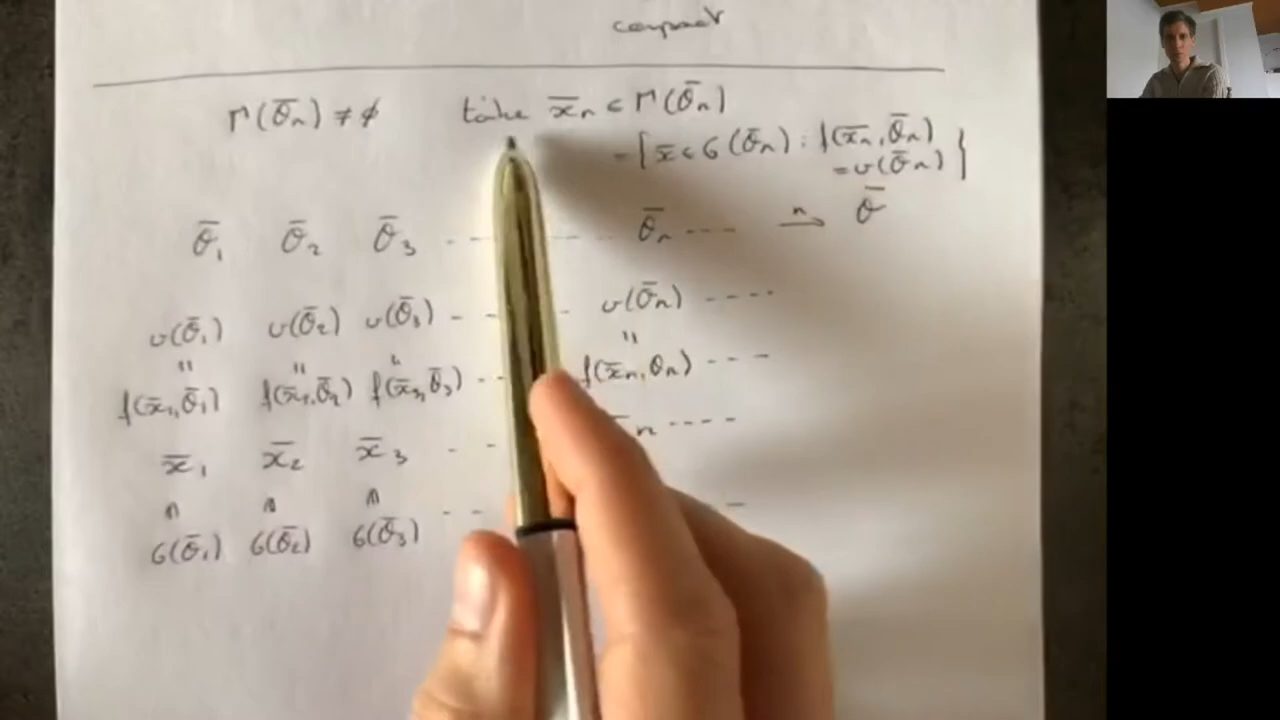 compact
Γ(θ̄ₙ) ≠ ϕ take x̄ₙ ∈ Γ(θ̄ₙ)
= { x̄ ∈ G(θ̄ₙ) : f(x̄ₙ, θ̄ₙ)
= v(θ̄ₙ) }
θ̄₁ θ̄₂ θ̄₃ - - - - - - θ̄ₙ - - - →ⁿ θ̄
v(θ̄₁) v(θ̄₂) v(θ̄₃) - - v(θ̄ₙ) - - - -
" " " "
f(x̄₁, θ̄₁) f(x̄₂, θ̄₂) f(x̄₃, θ̄₃) - - f(x̄ₙ, θₙ) - - -
x̄₁ x̄₂ x̄₃ - - n - - - -
∩ ∩ ∩
G(θ̄₁) G(θ̄₂) G(θ̄₃) - - -